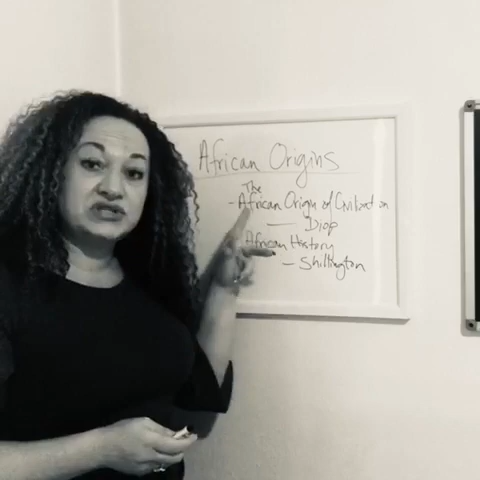 African Origins
The
- African Origin of Civilization
— Diop
African History
— Shillington